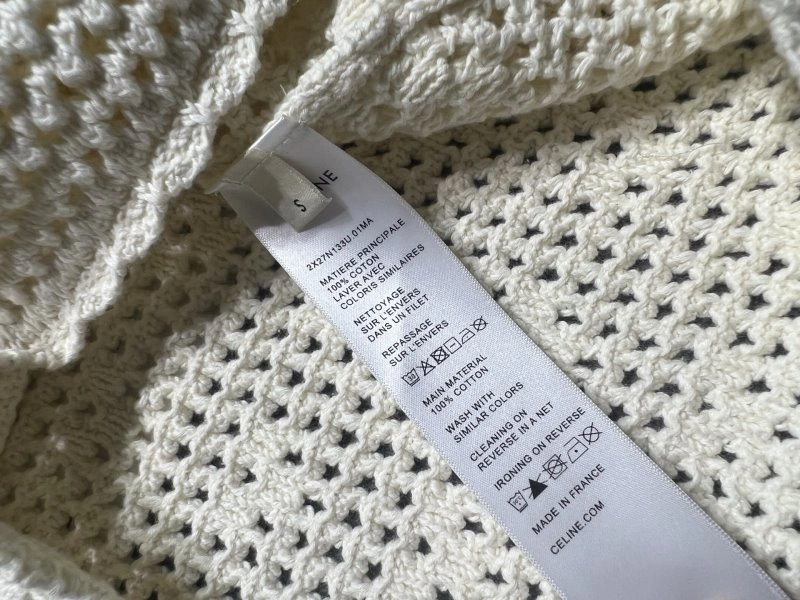 S
NE
2X27N133U.01MA
MATIERE PRINCIPALE
100% COTON
LAVER AVEC
COLORIS SIMILAIRES
NETTOYAGE
SUR L'ENVERS
DANS UN FILET
REPASSAGE
SUR L'ENVERS
MAIN MATERIAL
100% COTTON
WASH WITH
SIMILAR COLORS
CLEANING ON
REVERSE IN A NET
IRONING ON REVERSE
MADE IN FRANCE
CELINE.COM